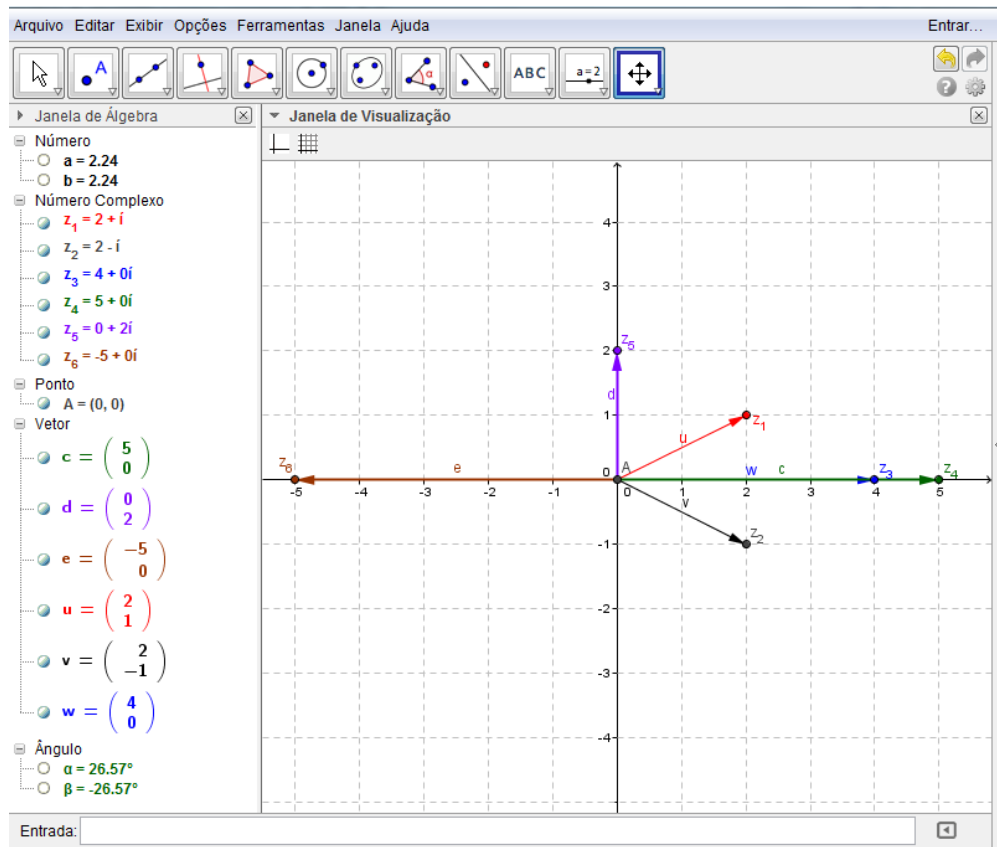 Arquivo Editar Exibir Opções Ferramentas Janela Ajuda Entrar...
A α ABC a=2
Janela de Álgebra
Número
a = 2.24
b = 2.24
Número Complexo
z1 = 2 + í
z2 = 2 - í
z3 = 4 + 0í
z4 = 5 + 0í
z5 = 0 + 2í
z6 = -5 + 0í
Ponto
A = (0, 0)
Vetor
c = ( 5
0 )
d = ( 0
2 )
e = ( −5
0 )
u = ( 2
1 )
v = ( 2
−1 )
w = ( 4
0 )
Ângulo
α = 26.57°
β = -26.57°
Janela de Visualização
4
3
z5
2
d
1
z1
u
z6 e 0 A w c z3 z4
-5 -4 -3 -2 -1 0 1 2 3 4 5
v
z2
-1
-2
-3
-4
Entrada: